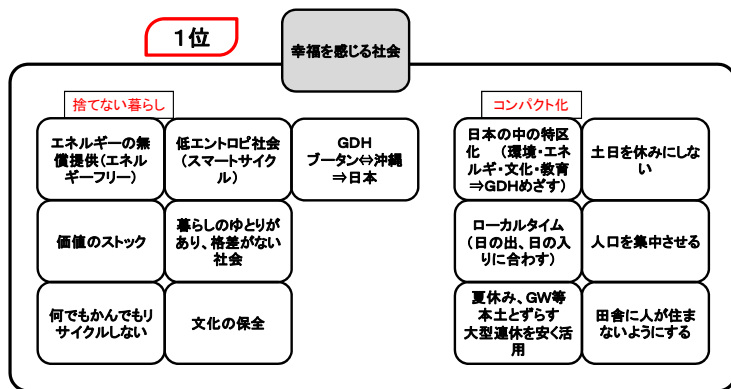 １位
幸福を感じる社会
捨てない暮らし
エネルギーの無
償提供(エネル
ギーフリー)
低エントロピ社会
(スマートサイク
ル)
GDH
ブータン⇔沖縄
⇒日本
価値のストック
暮らしのゆとりが
あり、格差がない
社会
何でもかんでもリ
サイクルしない
文化の保全
コンパクト化
日本の中の特区
化　(環境・エネ
ルギ・文化・教育
⇒GDHめざす)
土日を休みにしな
い
ローカルタイム
(日の出、日の入
りに合わす)
人口を集中させる
夏休み、GW等
本土とずらす
大型連休を安く活
用
田舎に人が住ま
ないようにする